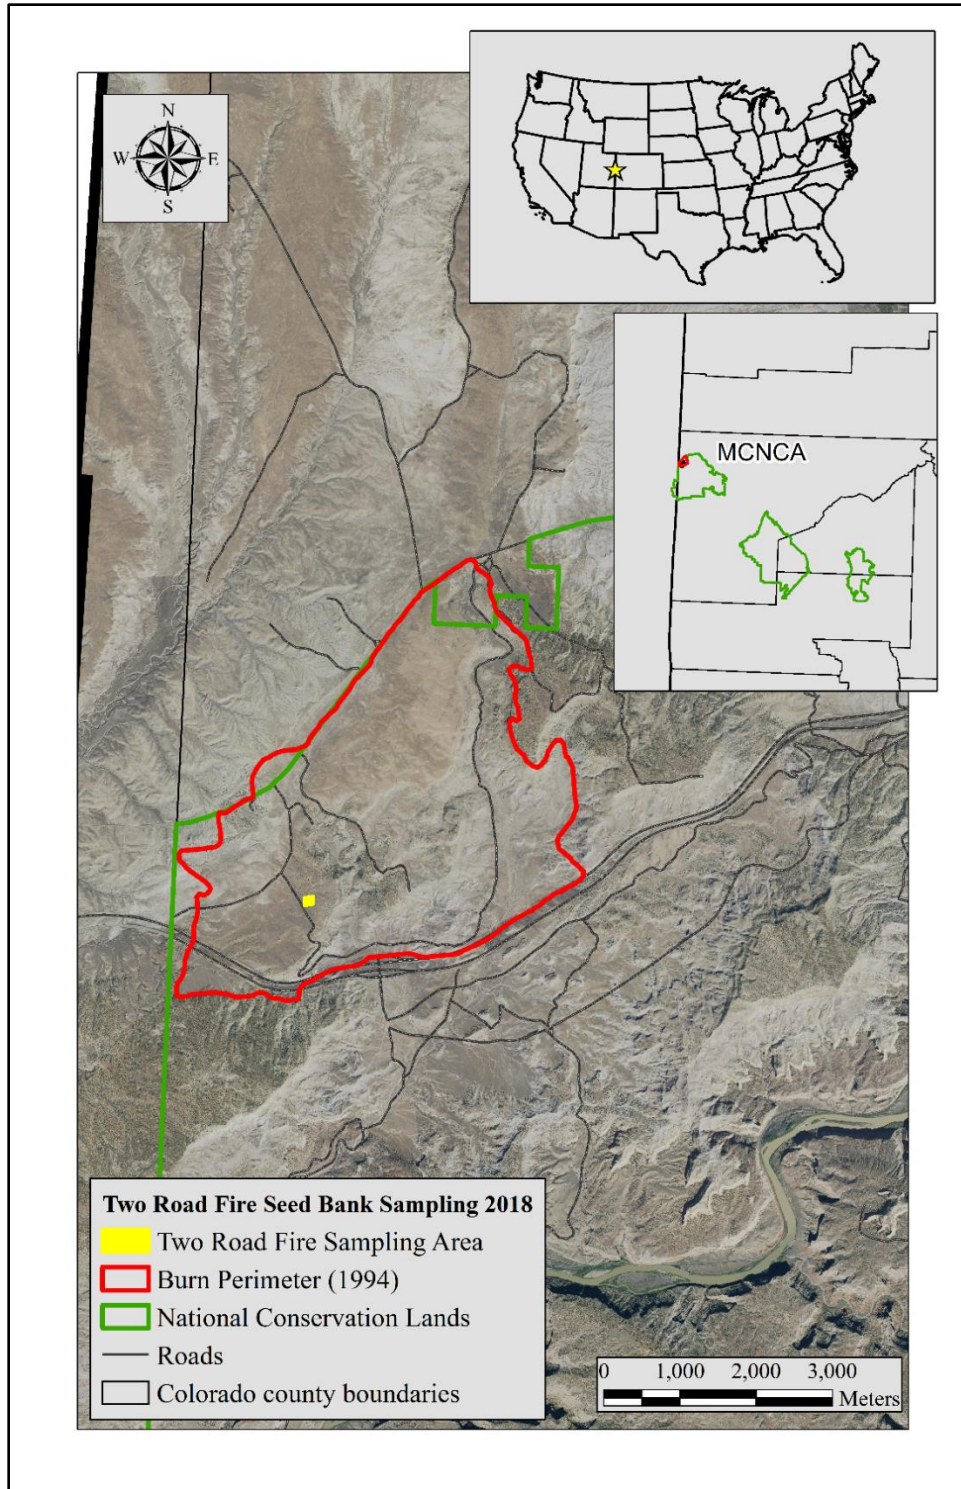 N
W E
S
MCNCA
Two Road Fire Seed Bank Sampling 2018
Two Road Fire Sampling Area
Burn Perimeter (1994)
National Conservation Lands
Roads
Colorado county boundaries
0 1,000 2,000 3,000
Meters